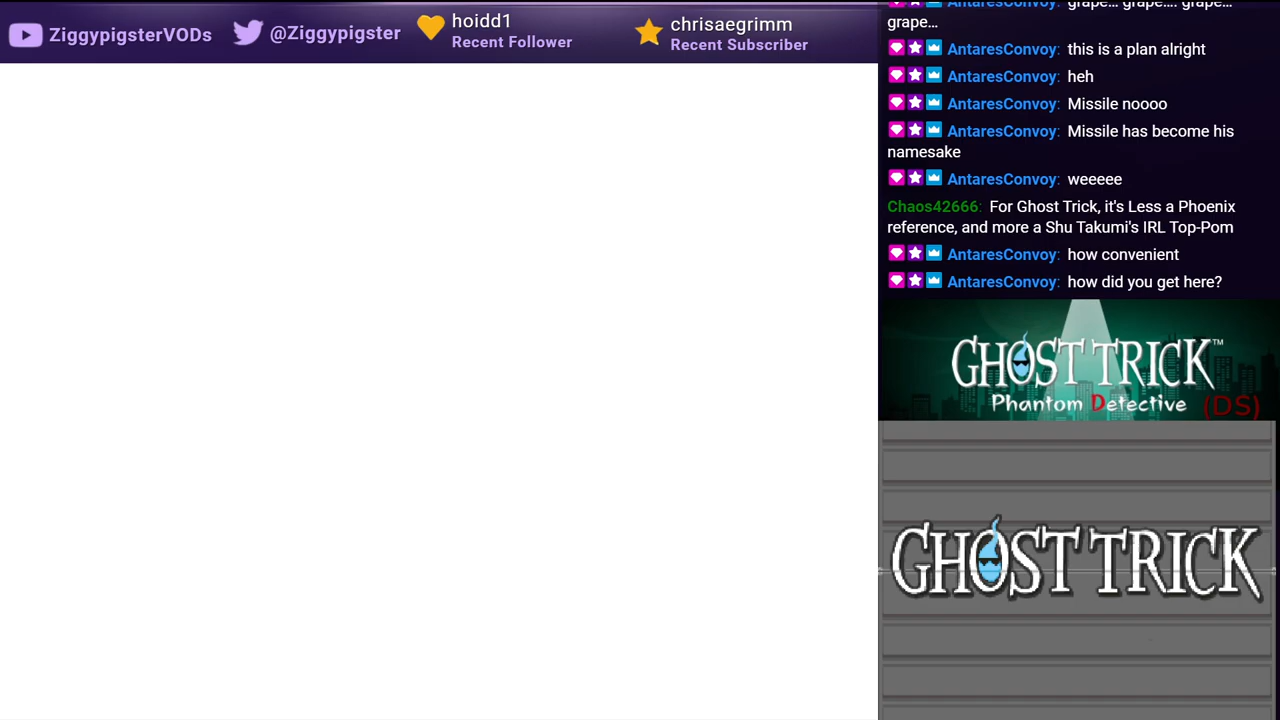 ZiggypigsterVODs
@Ziggypigster
hoidd1
Recent Follower
chrisaegrimm
Recent Subscriber
grape... grape.... grape...
grape...
AntaresConvoy: this is a plan alright
AntaresConvoy: heh
AntaresConvoy: Missile noooo
AntaresConvoy: Missile has become his
namesake
AntaresConvoy: weeeee
Chaos42666: For Ghost Trick, it's Less a Phoenix
reference, and more a Shu Takumi's IRL Top-Pom
AntaresConvoy: how convenient
AntaresConvoy: how did you get here?
GHOST TRICK™
Phantom Detective (DS)
GHOST TRICK